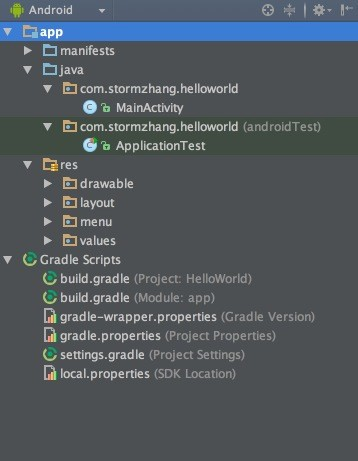 Android
app
manifests
java
com.stormzhang.helloworld
MainActivity
com.stormzhang.helloworld (androidTest)
ApplicationTest
res
drawable
layout
menu
values
Gradle Scripts
build.gradle (Project: HelloWorld)
build.gradle (Module: app)
gradle-wrapper.properties (Gradle Version)
gradle.properties (Project Properties)
settings.gradle (Project Settings)
local.properties (SDK Location)